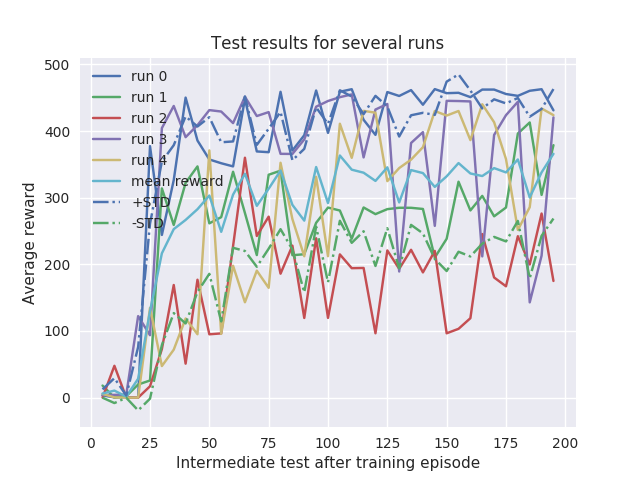 Test results for several runs
500
400
300
200
100
0
Average reward
run 0
run 1
run 2
run 3
run 4
mean reward
+STD
-STD
0 25 50 75 100 125 150 175 200
Intermediate test after training episode